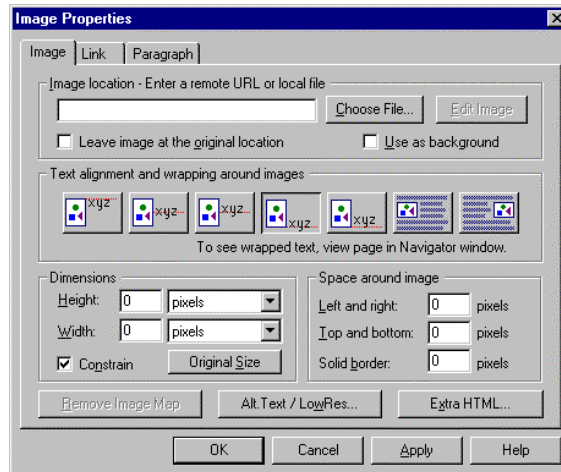 Image Properties
Image Link Paragraph
Image location - Enter a remote URL or local file
Choose File... Edit Image
Leave image at the original location Use as background
Text alignment and wrapping around images
xyz xyz xyz xyz xyz
To see wrapped text, view page in Navigator window.
Dimensions Space around image
Height: 0 pixels Left and right: 0 pixels
Width: 0 pixels Top and bottom: 0 pixels
Constrain Original Size Solid border: 0 pixels
Remove Image Map Alt.Text / LowRes... Extra HTML...
OK Cancel Apply Help